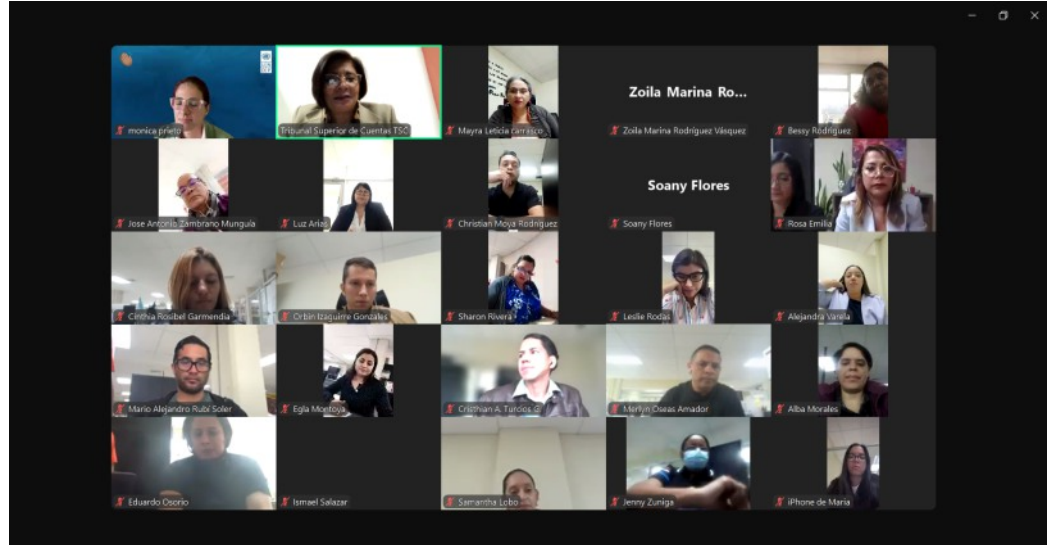 monica prieto
Tribunal Superior de Cuentas TSC
Mayra Leticia carrasco
Zoila Marina Ro...
Zoila Marina Rodríguez Vásquez
Bessy Rodriguez
Jose Antonio Zambrano Munguía
Luz Arias
Christian Moya Rodriguez
Soany Flores
Soany Flores
Rosa Emilia
Cinthia Rosibel Garmendia
Orbin Izaguirre Gonzales
Sharon Rivera
Leslie Rodas
Alejandra Varela
Mario Alejandro Rubí Soler
Egla Montoya
Cristhian A. Turcios G.
Merlyn Oseas Amador
Alba Morales
Eduardo Osorio
Ismael Salazar
Samantha Lobo
Jenny Zuniga
iPhone de Maria